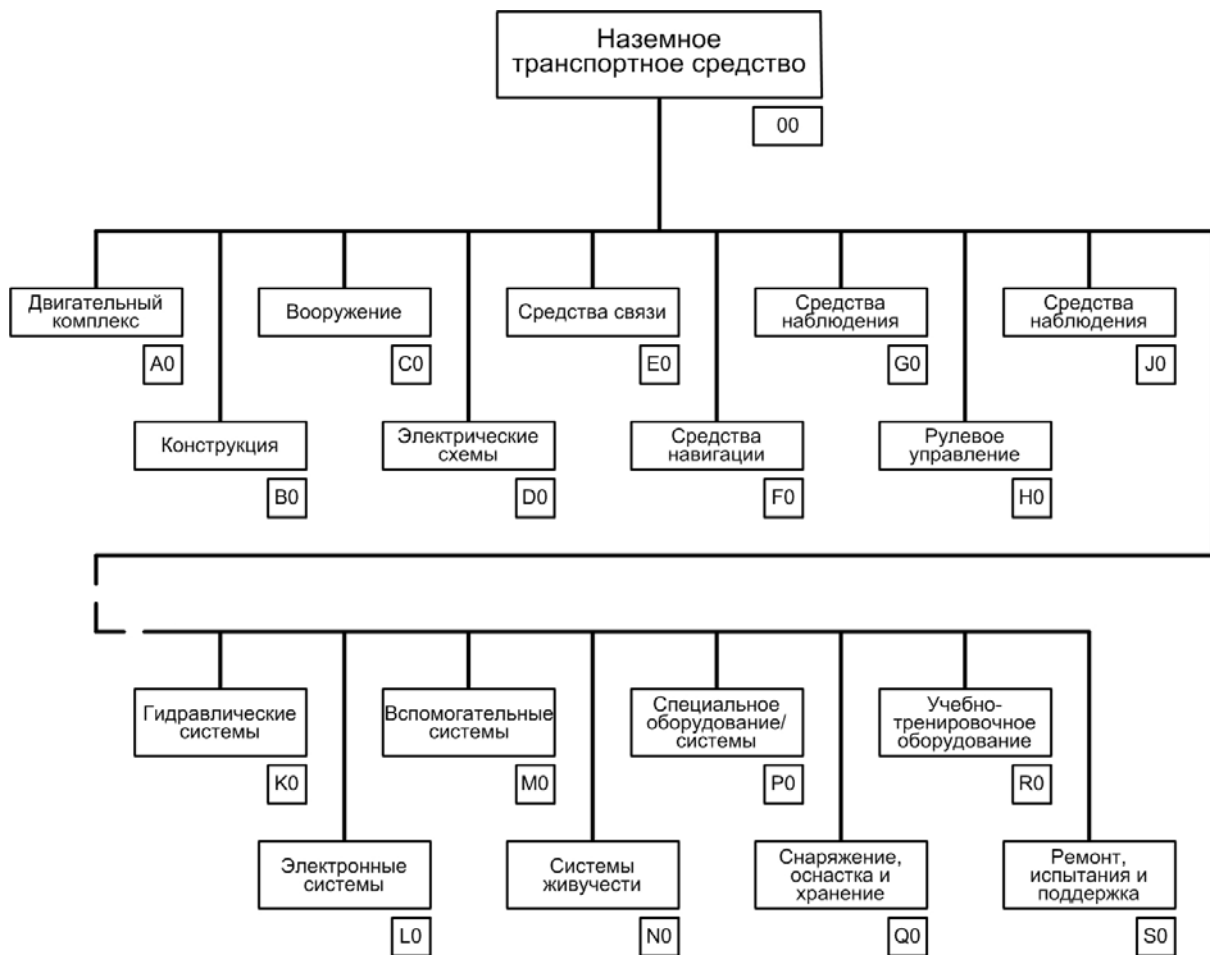 Наземное
транспортное средство
00
Двигательный
комплекс
A0
Вооружение
C0
Средства связи
E0
Средства
наблюдения
G0
Средства
наблюдения
J0
Конструкция
B0
Электрические
схемы
D0
Средства
навигации
F0
Рулевое
управление
H0
Гидравлические
системы
K0
Вспомогательные
системы
M0
Специальное
оборудование/
системы
P0
Учебно-
тренировочное
оборудование
R0
Электронные
системы
L0
Системы
живучести
N0
Снаряжение,
оснастка и
хранение
Q0
Ремонт,
испытания и
поддержка
S0